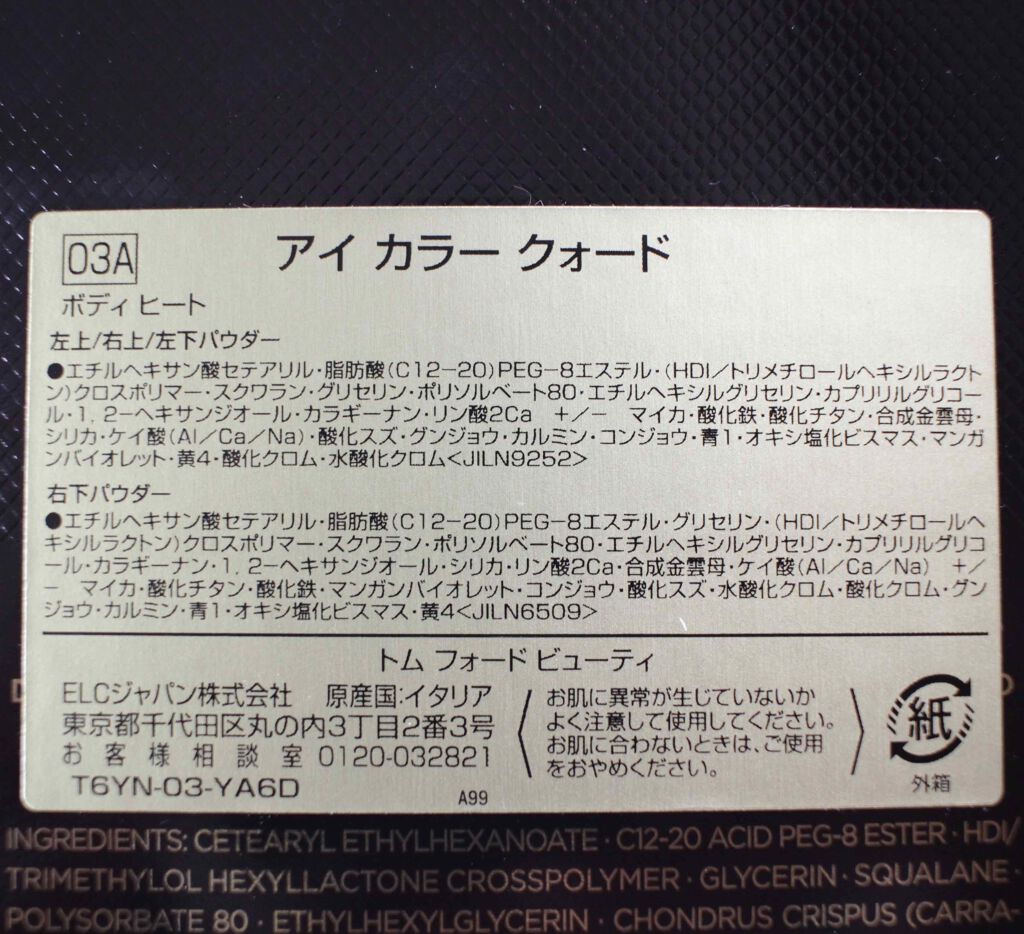 03A アイ カラー クォード
ボディ ヒート
左上/右上/左下パウダー
●エチルヘキサン酸セテアリル・脂肪酸(C12-20)PEG-8エステル・(HDI/トリメチロールヘキシルラクト
ン)クロスポリマー・スクワラン・グリセリン・ポリソルベート80・エチルヘキシルグリセリン・カプリリルグリコー
ル・1,2-ヘキサンジオール・カラギーナン・リン酸2Ca +/- マイカ・酸化鉄・酸化チタン・合成金雲母・
シリカ・ケイ酸(Al/Ca/Na)・酸化スズ・グンジョウ・カルミン・コンジョウ・青1・オキシ塩化ビスマス・マンガ
ンバイオレット・黄4・酸化クロム・水酸化クロム<JILN9252>
右下パウダー
●エチルヘキサン酸セテアリル・脂肪酸(C12-20)PEG-8エステル・グリセリン・(HDI/トリメチロールヘ
キシルラクトン)クロスポリマー・スクワラン・ポリソルベート80・エチルヘキシルグリセリン・カプリリルグリコ
ール・カラギーナン・1,2-ヘキサンジオール・シリカ・リン酸2Ca・合成金雲母・ケイ酸(Al/Ca/Na) +/
- マイカ・酸化チタン・酸化鉄・マンガンバイオレット・コンジョウ・酸化スズ・水酸化クロム・酸化クロム・グン
ジョウ・カルミン・青1・オキシ塩化ビスマス・黄4<JILN6509>
トム フォード ビューティ
ELCジャパン株式会社 原産国:イタリア
東京都千代田区丸の内3丁目2番3号
お客様相談室 0120-032821
T6YN-03-YA6D
A99
お肌に異常が生じていないか
よく注意して使用してください。
お肌に合わないときは、ご使用
をおやめください。
紙
外箱
INGREDIENTS: CETEARYL ETHYLHEXANOATE · C12-20 ACID PEG-8 ESTER · HDI/
TRIMETHYLOL HEXYLLACTONE CROSSPOLYMER · GLYCERIN · SQUALANE ·
POLYSORBATE 80 · ETHYLHEXYLGLYCERIN · CHONDRUS CRISPUS (CARRA-